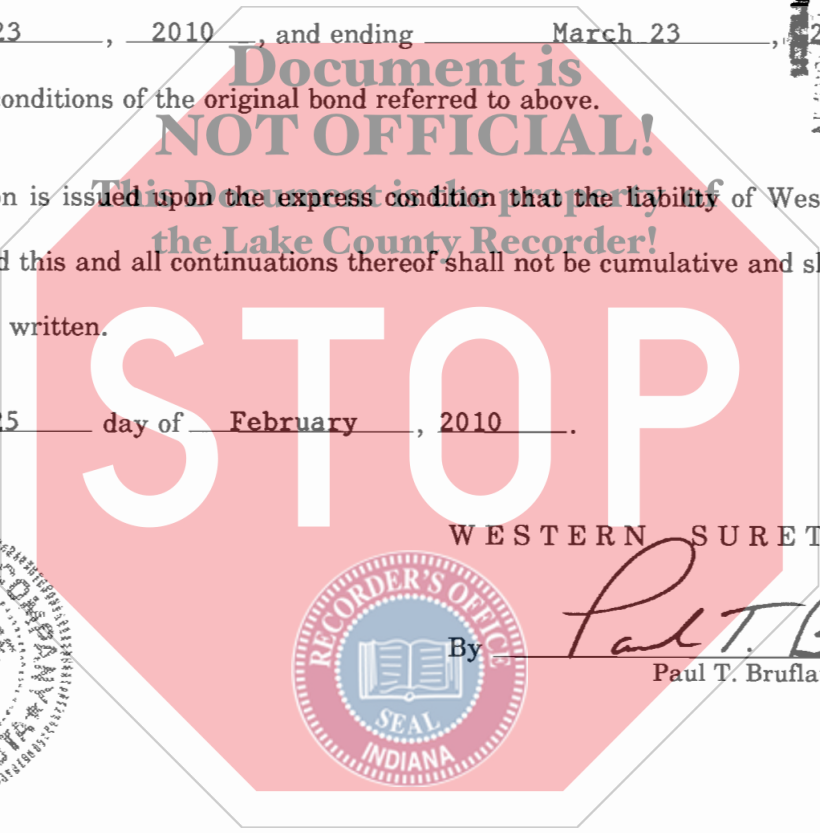 23 , 2010 , and ending March 23 ,
Document is
conditions of the original bond referred to above.
NOT OFFICIAL!
on is issued upon the express condition that the liability of Wes
This Document is the property of
the Lake County Recorder!
d this and all continuations thereof shall not be cumulative and sh
written.
STOP
25 day of February , 2010 .
WESTERN SURET
COMPANY
RECORDER'S OFFICE
By Paul T. B
Paul T. Brufla
SEAL
INDIANA